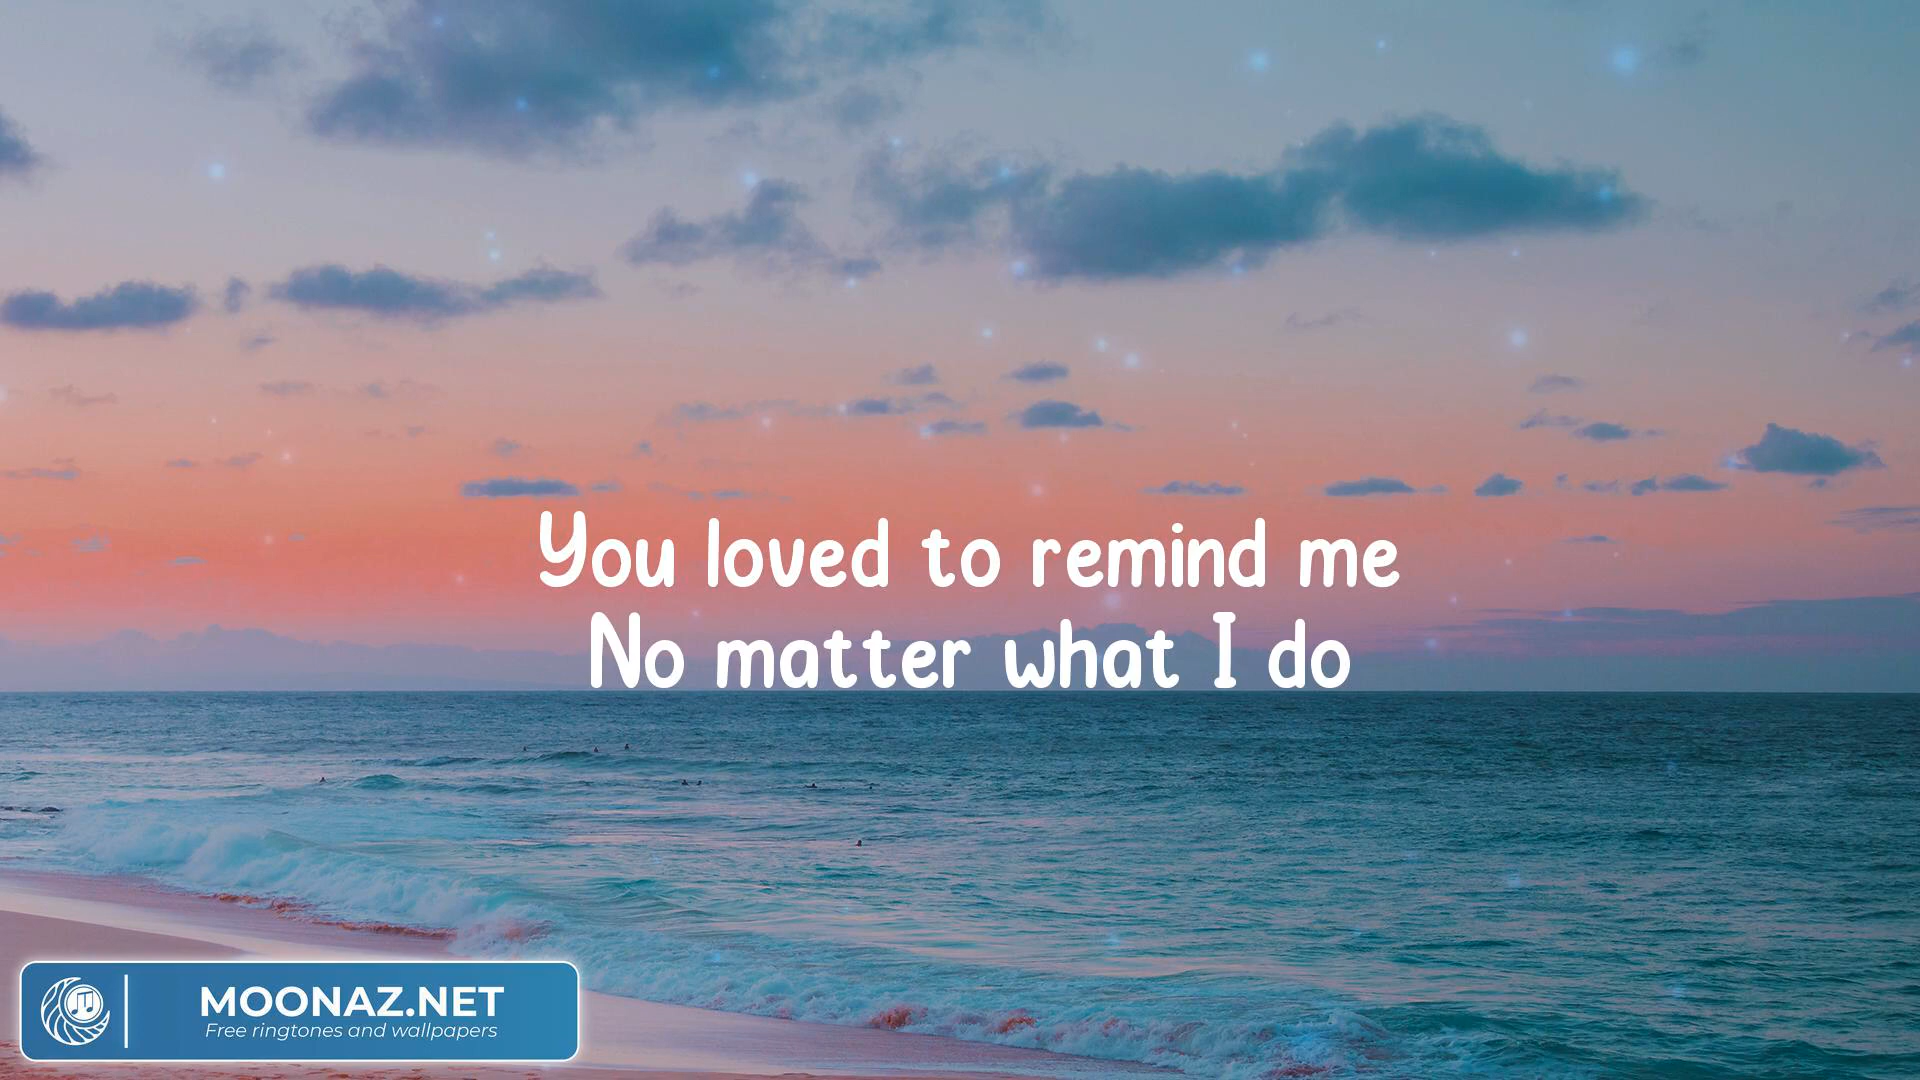 You loved to remind me
No matter what I do
MOONAZ.NET
Free ringtones and wallpapers